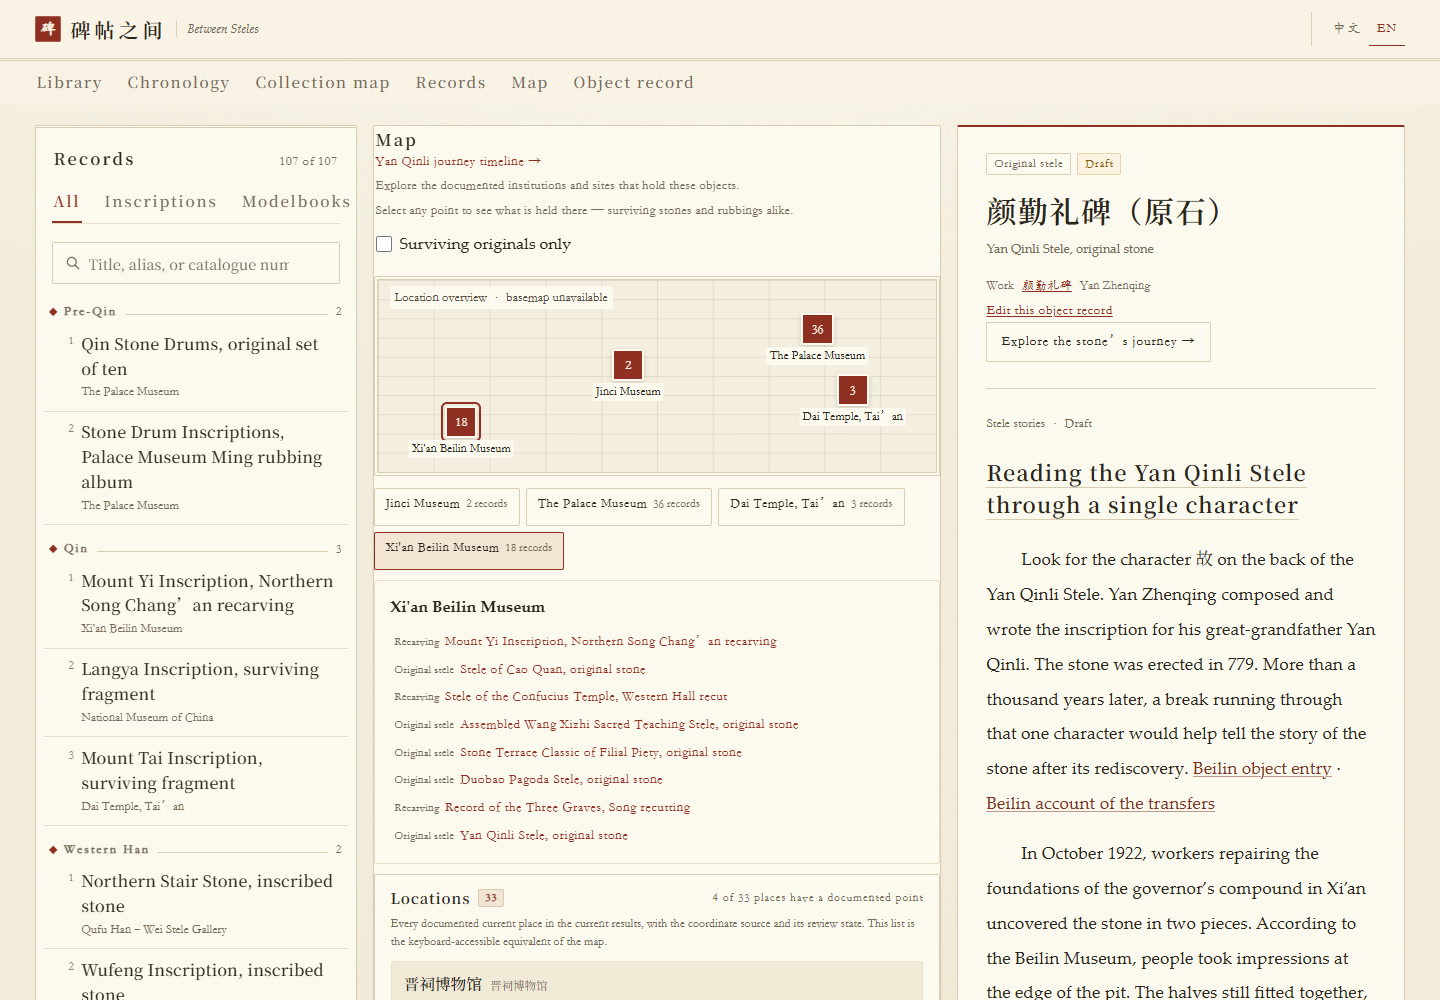 碑
碑帖之间
Between Steles
中文
EN
Library
Chronology
Collection map
Records
Map
Object record
Records
107 of 107
All
Inscriptions
Modelbooks
Title, alias, or catalogue num
Pre-Qin
2
1
Qin Stone Drums, original set
of ten
The Palace Museum
2
Stone Drum Inscriptions,
Palace Museum Ming rubbing
album
The Palace Museum
Qin
3
1
Mount Yi Inscription, Northern
Song Chang’an recarving
Xi'an Beilin Museum
2
Langya Inscription, surviving
fragment
National Museum of China
3
Mount Tai Inscription,
surviving fragment
Dai Temple, Tai’an
Western Han
2
1
Northern Stair Stone, inscribed
stone
Qufu Han – Wei Stele Gallery
2
Wufeng Inscription, inscribed
stone
Map
Yan Qinli journey timeline →
Explore the documented institutions and sites that hold these objects.
Select any point to see what is held there — surviving stones and rubbings alike.
Surviving originals only
Location overview · basemap unavailable
36
The Palace Museum
2
Jinci Museum
3
Dai Temple, Tai’an
18
Xi'an Beilin Museum
Jinci Museum 2 records
The Palace Museum 36 records
Dai Temple, Tai’an 3 records
Xi'an Beilin Museum 18 records
Xi'an Beilin Museum
Recarving Mount Yi Inscription, Northern Song Chang’an recarving
Original stele Stele of Cao Quan, original stone
Recarving Stele of the Confucius Temple, Western Hall recut
Original stele Assembled Wang Xizhi Sacred Teaching Stele, original stone
Original stele Stone Terrace Classic of Filial Piety, original stone
Original stele Duobao Pagoda Stele, original stone
Recarving Record of the Three Graves, Song recutting
Original stele Yan Qinli Stele, original stone
Locations 33
4 of 33 places have a documented point
Every documented current place in the current results, with the coordinate source and its review state. This list is
the keyboard-accessible equivalent of the map.
晋祠博物馆 晋祠博物馆
Original stele
Draft
颜勤礼碑（原石）
Yan Qinli Stele, original stone
Work 颜勤礼碑 Yan Zhenqing
Edit this object record
Explore the stone’s journey →
Stele stories · Draft
Reading the Yan Qinli Stele
through a single character
Look for the character 故 on the back of the
Yan Qinli Stele. Yan Zhenqing composed and
wrote the inscription for his great-grandfather Yan
Qinli. The stone was erected in 779. More than a
thousand years later, a break running through
that one character would help tell the story of the
stone after its rediscovery. Beilin object entry ·
Beilin account of the transfers
In October 1922, workers repairing the
foundations of the governor’s compound in Xi’an
uncovered the stone in two pieces. According to
the Beilin Museum, people took impressions at
the edge of the pit. The halves still fitted together,